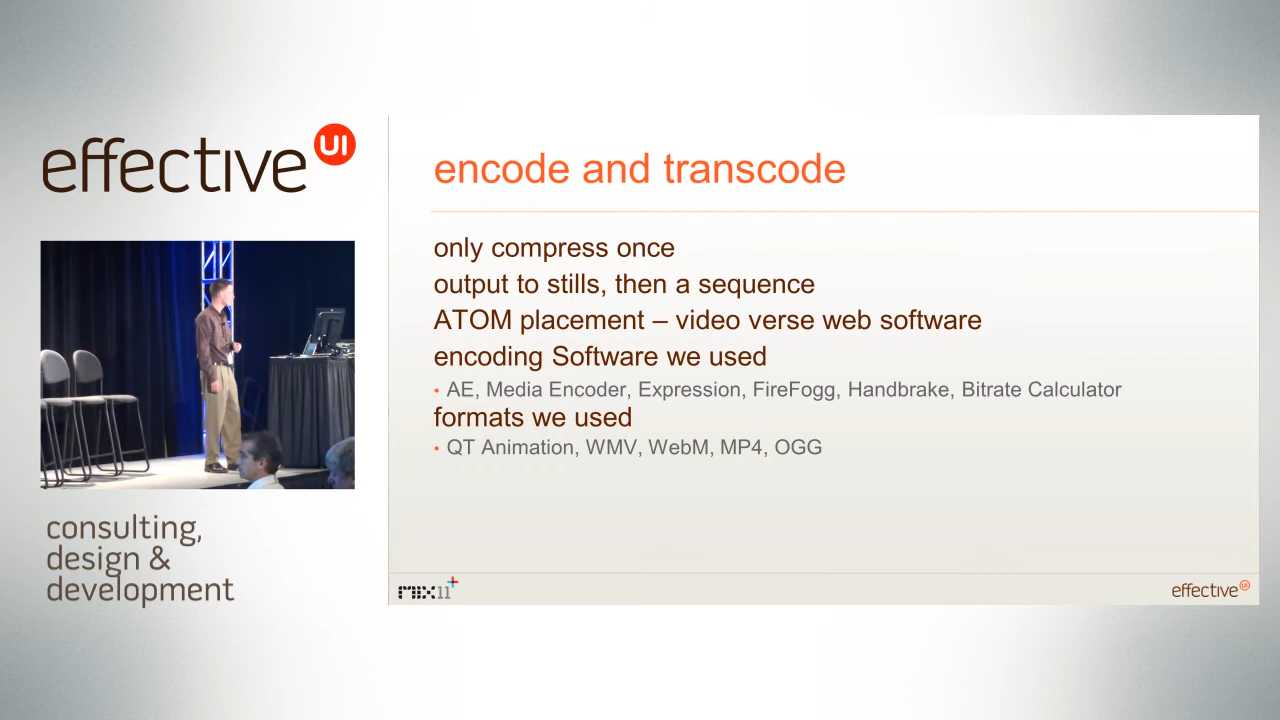 effective UI
encode and transcode
only compress once
output to stills, then a sequence
ATOM placement – video verse web software
encoding Software we used
• AE, Media Encoder, Expression, FireFogg, Handbrake, Bitrate Calculator
formats we used
• QT Animation, WMV, WebM, MP4, OGG
consulting,
design &
development
MIX11+
effective UI